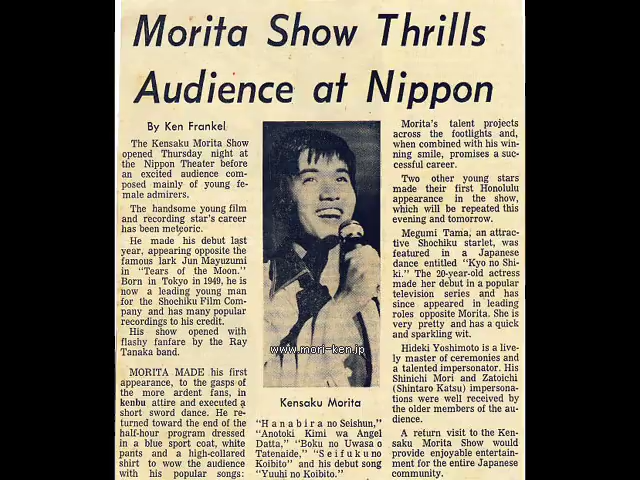 Morita Show Thrills
Audience at Nippon
By Ken Frankel
The Kensaku Morita Show
opened Thursday night at
the Nippon Theater before
an excited audience com-
posed mainly of young fe-
male admirers.
The handsome young film
and recording star's career
has been meteoric.
He made his debut last
year, appearing opposite the
famous lark Jun Mayuzumi
in "Tears of the Moon."
Born in Tokyo in 1949, he is
now a leading young man
for the Shochiku Film Com-
pany and has many popular
recordings to his credit.
His show opened with
flashy fanfare by the Ray
Tanaka band.
MORITA MADE his first
appearance, to the gasps of
the more ardent fans, in
kenbu attire and executed a
short sword dance. He re-
turned toward the end of the
half-hour program dressed
in a blue sport coat, white
pants and a high-collared
shirt to wow the audience
with his popular songs:
www.mori-ken.jp
Kensaku Morita
"Hanabira no Seishun,"
"Anotoki Kimi wa Angel
Datta," "Boku no Uwasa o
Tatenaide," "Seifuku no
Koibito" and his debut song
"Yuuhi no Koibito."
Morita's talent projects
across the footlights and,
when combined with his win-
ning smile, promises a suc-
cessful career.
Two other young stars
made their first Honolulu
appearance in the show,
which will be repeated this
evening and tomorrow.
Megumi Tama, an attrac-
tive Shochiku starlet, was
featured in a Japanese
dance entitled "Kyo no Shi-
ki." The 20-year-old actress
made her debut in a popular
television series and has
since appeared in leading
roles opposite Morita. She is
very pretty and has a quick
and sparkling wit.
Hideki Yoshimoto is a live-
ly master of ceremonies and
a talented impersonator. His
Shinichi Mori and Zatoichi
(Shintaro Katsu) impersona-
tions were well received by
the older members of the au-
dience.
A return visit to the Ken-
saku Morita Show would
provide enjoyable entertain-
ment for the entire Japanese
community.